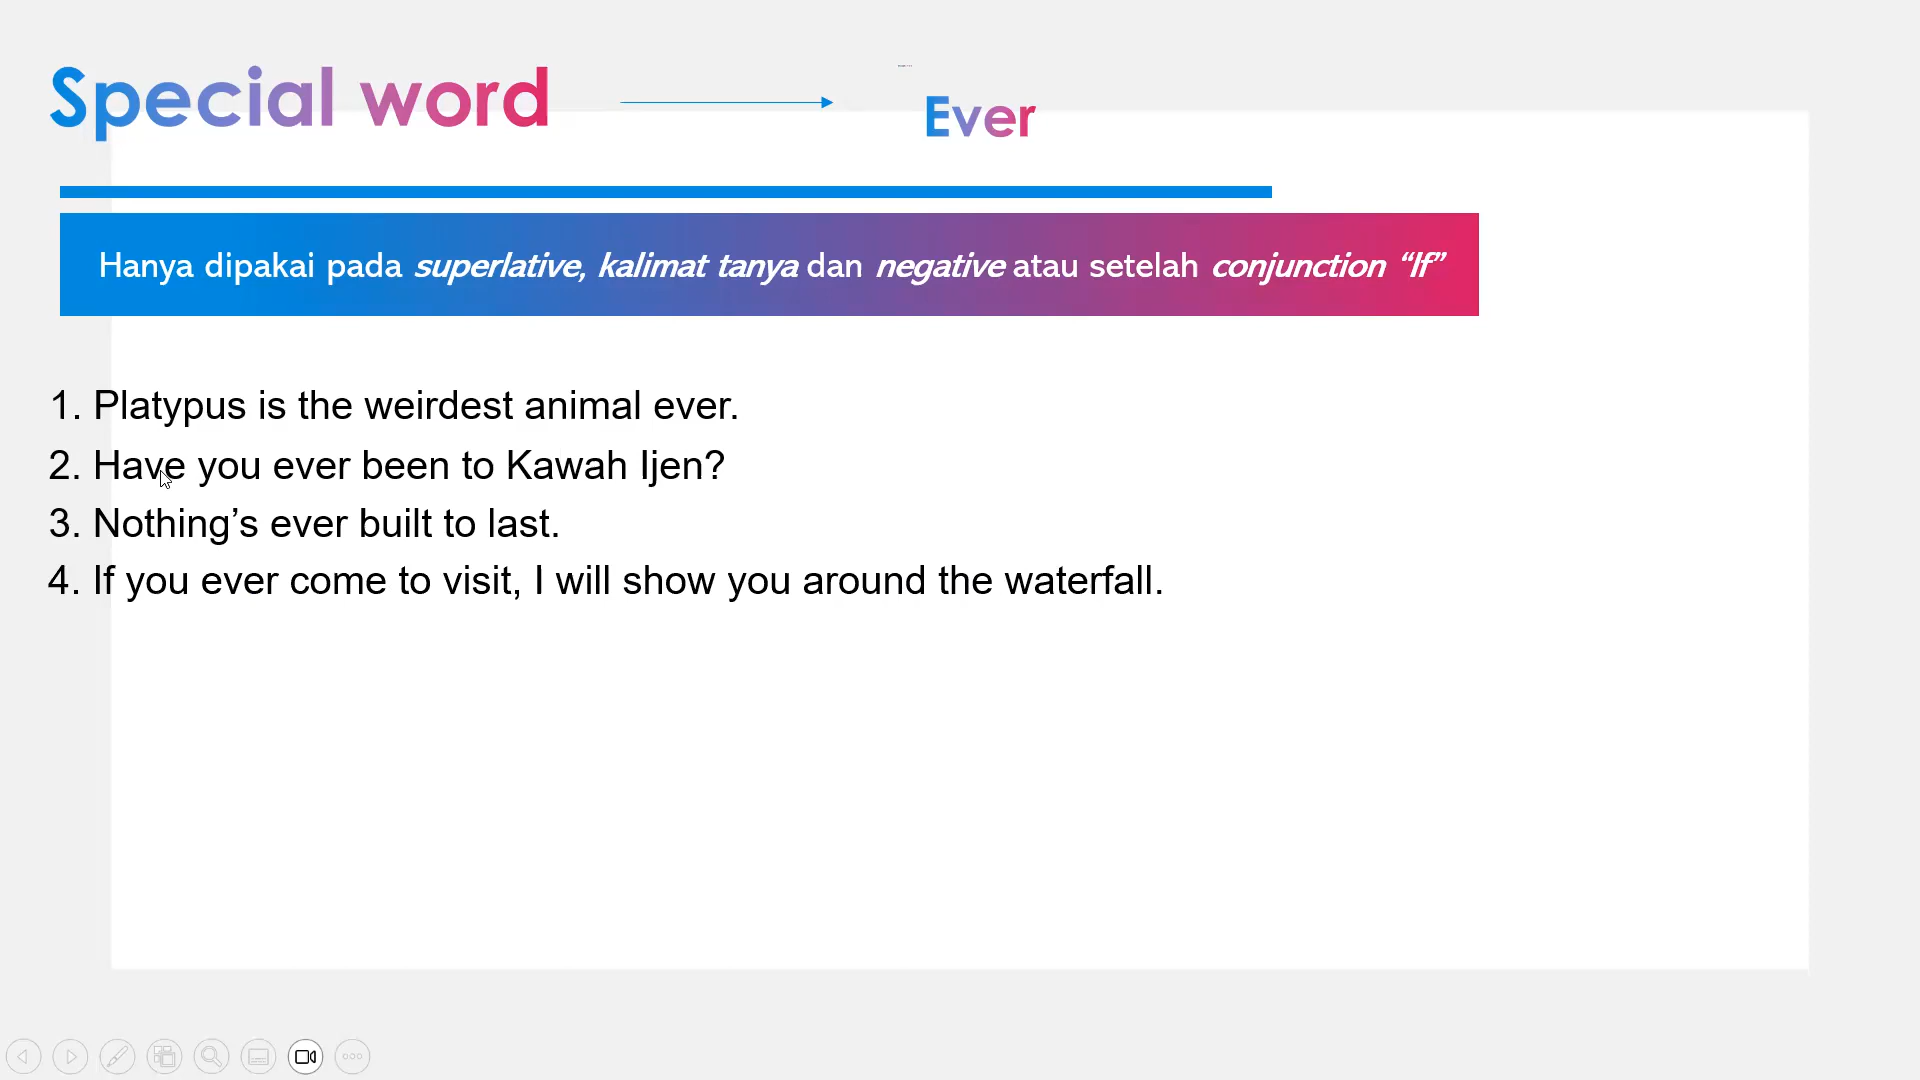 Special word
Ever
Hanya dipakai pada superlative, kalimat tanya dan negative atau setelah conjunction “If”
1. Platypus is the weirdest animal ever.
2. Have you ever been to Kawah Ijen?
3. Nothing’s ever built to last.
4. If you ever come to visit, I will show you around the waterfall.